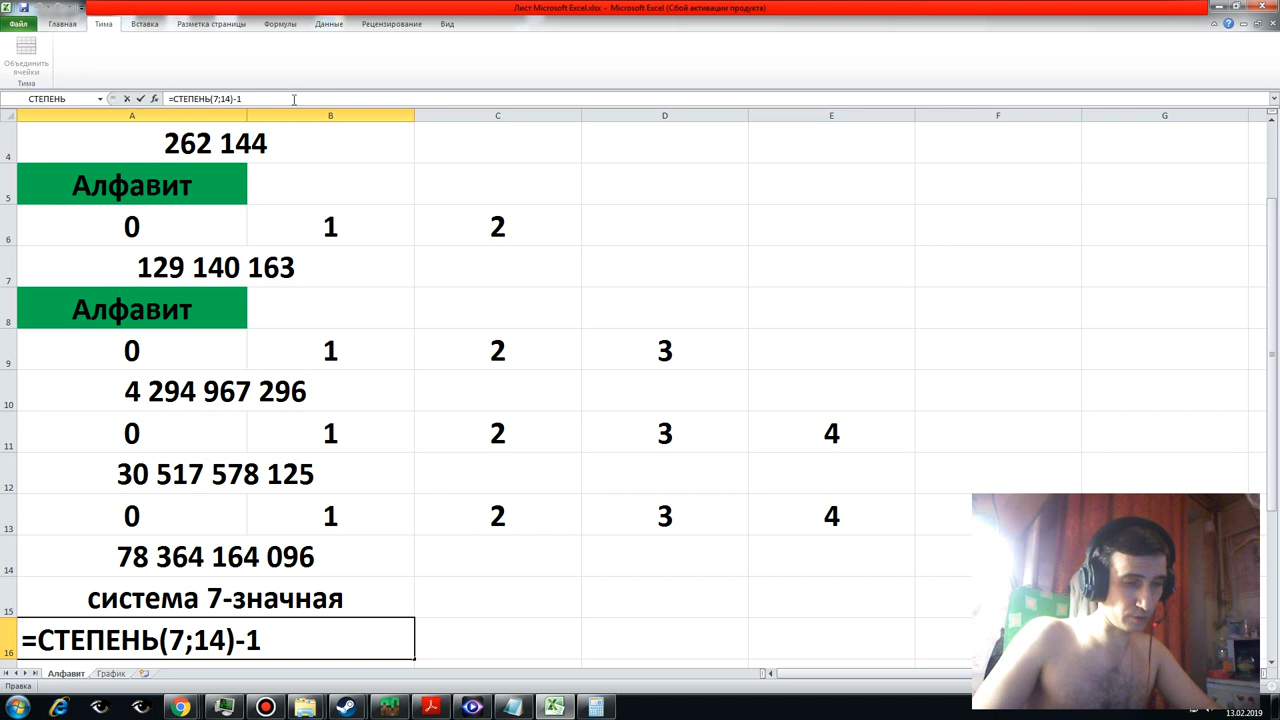 Лист Microsoft Excel.xlsx - Microsoft Excel (Сбой активации продукта)
Файл Главная Тима Вставка Разметка страницы Формулы Данные Рецензирование Вид
Объединить
ячейки
Тима
СТЕПЕНЬ =СТЕПЕНЬ(7;14)-1
A B C D E F G
4 262 144
5 Алфавит
6 0 1 2
7 129 140 163
8 Алфавит
9 0 1 2 3
10 4 294 967 296
11 0 1 2 3 4
12 30 517 578 125
13 0 1 2 3 4
14 78 364 164 096
15 система 7-значная
16 =СТЕПЕНЬ(7;14)-1
Алфавит График
Правка
13.02.2019